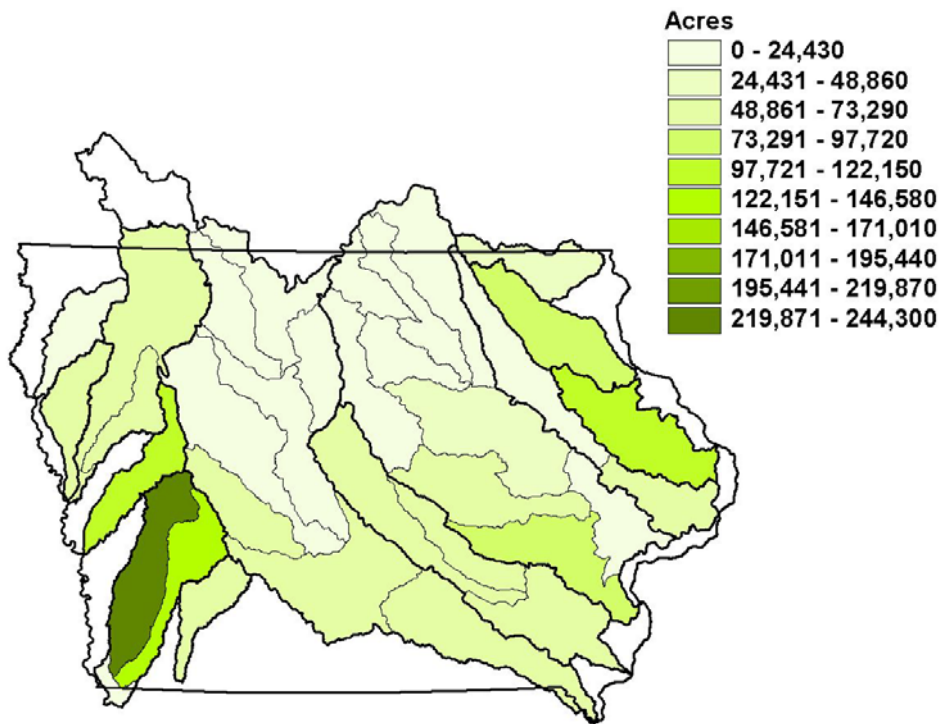 Acres
0 - 24,430
24,431 - 48,860
48,861 - 73,290
73,291 - 97,720
97,721 - 122,150
122,151 - 146,580
146,581 - 171,010
171,011 - 195,440
195,441 - 219,870
219,871 - 244,300